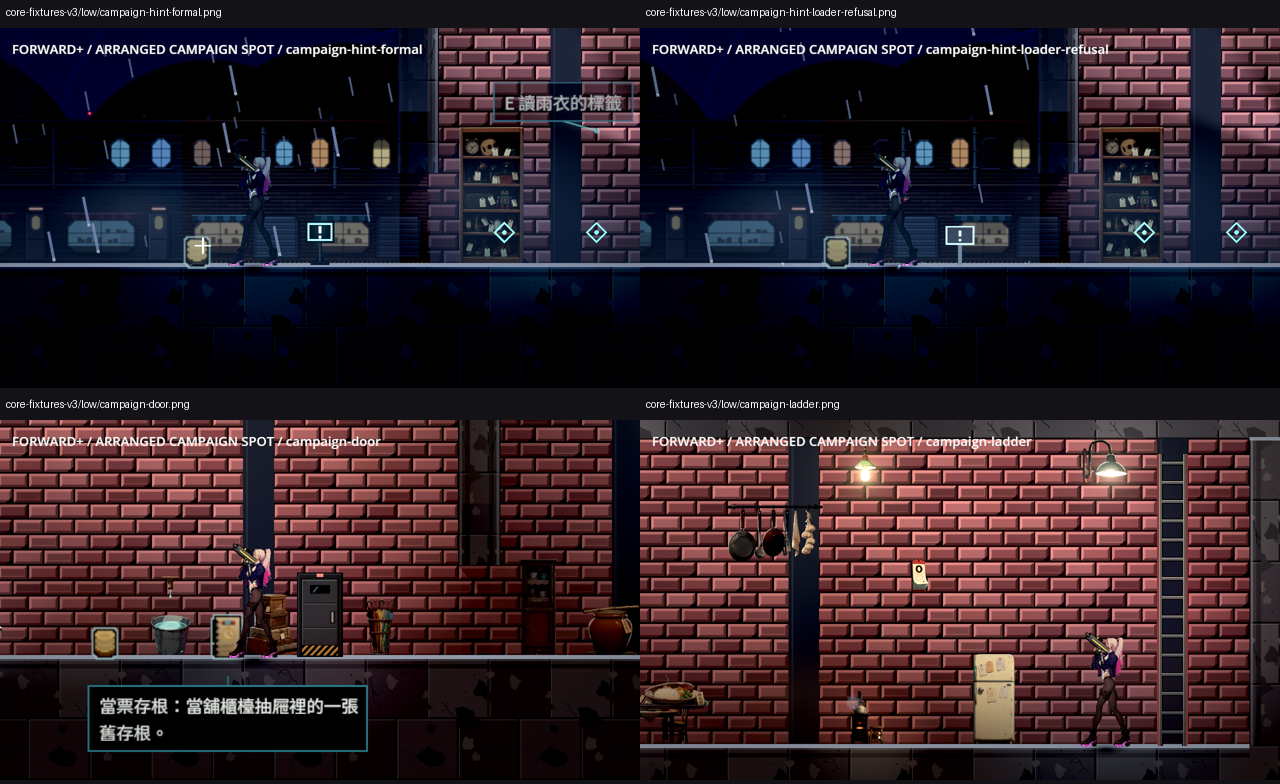 core-fixtures-v3/low/campaign-hint-formal.png
core-fixtures-v3/low/campaign-hint-loader-refusal.png
FORWARD+ / ARRANGED CAMPAIGN SPOT / campaign-hint-formal
FORWARD+ / ARRANGED CAMPAIGN SPOT / campaign-hint-loader-refusal
E 讀雨衣的標籤
!
!
core-fixtures-v3/low/campaign-door.png
core-fixtures-v3/low/campaign-ladder.png
FORWARD+ / ARRANGED CAMPAIGN SPOT / campaign-door
FORWARD+ / ARRANGED CAMPAIGN SPOT / campaign-ladder
當票存根：當舖櫃檯抽屜裡的一張
舊存根。